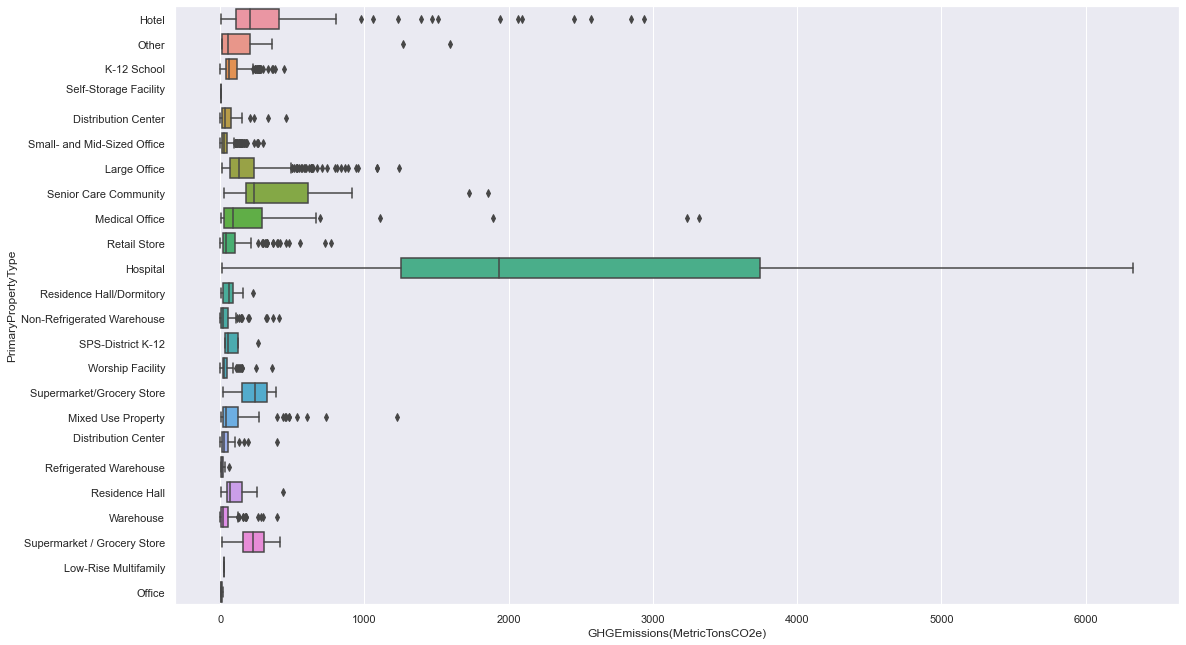 Hotel
Other
K-12 School
Self-Storage Facility
Distribution Center
Small- and Mid-Sized Office
Large Office
Senior Care Community
Medical Office
Retail Store
Hospital
Residence Hall/Dormitory
Non-Refrigerated Warehouse
SPS-District K-12
Worship Facility
Supermarket/Grocery Store
Mixed Use Property
Distribution Center
Refrigerated Warehouse
Residence Hall
Warehouse
Supermarket / Grocery Store
Low-Rise Multifamily
Office
PrimaryPropertyType
0 1000 2000 3000 4000 5000 6000
GHGEmissions(MetricTonsCO2e)